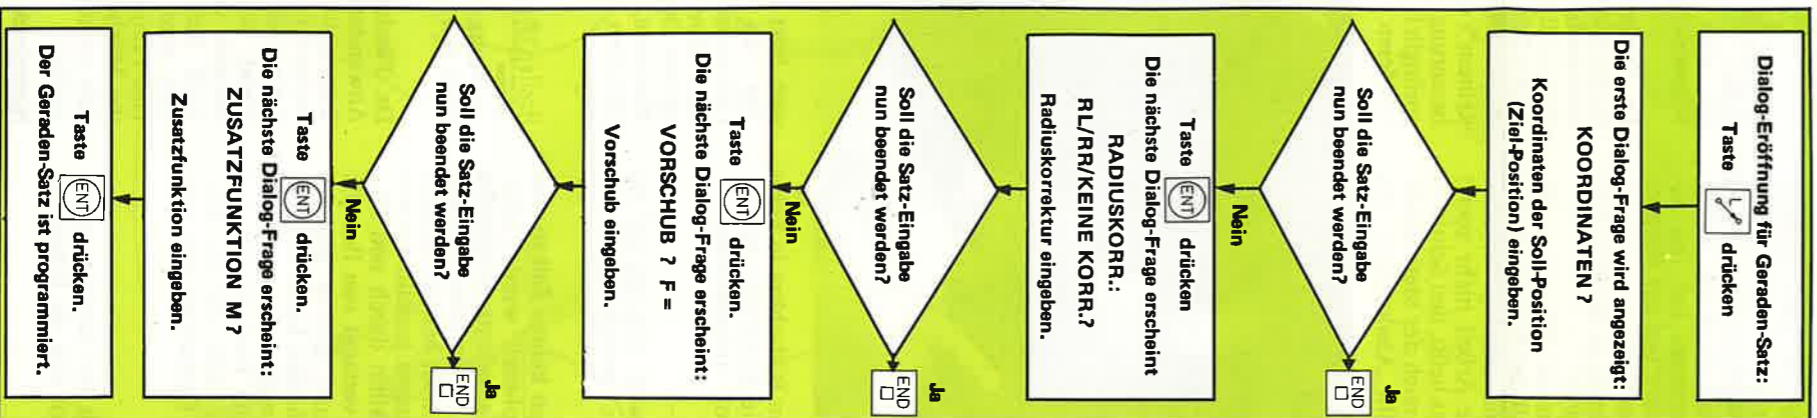 Dialog-Eröffnung für Geraden-Satz:
Taste L drücken
Die erste Dialog-Frage wird angezeigt:
KOORDINATEN ?
Koordinaten der Soll-Position
(Ziel-Position) eingeben.
Soll die Satz-Eingabe
nun beendet werden?
Ja
END
Nein
Taste ENT drücken
Die nächste Dialog-Frage erscheint
RADIUSKORR.:
RL/RR/KEINE KORR.?
Radiuskorrektur eingeben.
Soll die Satz-Eingabe
nun beendet werden?
Ja
END
Nein
Taste ENT drücken.
Die nächste Dialog-Frage erscheint:
VORSCHUB ? F =
Vorschub eingeben.
Soll die Satz-Eingabe
nun beendet werden?
Ja
END
Nein
Taste ENT drücken.
Die nächste Dialog-Frage erscheint:
ZUSATZFUNKTION M ?
Zusatzfunktion eingeben.
Taste ENT drücken.
Der Geraden-Satz ist programmiert.